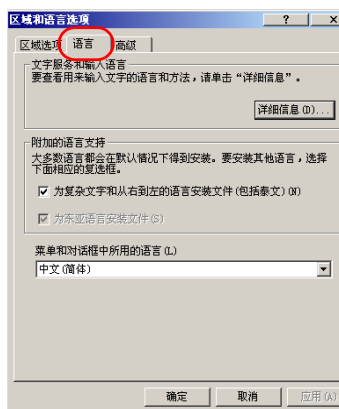 区域和语言选项
区域选项 语言 高级
文字服务和输入语言
要查看用来输入文字的语言和方法，请单击“详细信息”。
详细信息(D)...
附加的语言支持
大多数语言都会在默认情况下得到安装。要安装其他语言，选择
下面相应的复选框。
为复杂文字和从右到左的语言安装文件(包括泰文)(N)
为东亚语言安装文件(S)
菜单和对话框中所用的语言(L)
中文(简体)
确定 取消 应用(A)